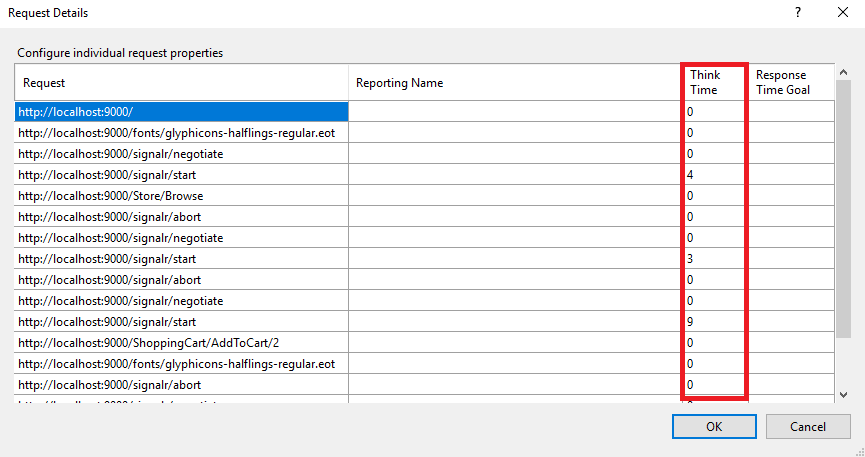 Request Details
Configure individual request properties
Request Reporting Name Think Time Response Time Goal
http://localhost:9000/ 0
http://localhost:9000/fonts/glyphicons-halflings-regular.eot 0
http://localhost:9000/signalr/negotiate 0
http://localhost:9000/signalr/start 4
http://localhost:9000/Store/Browse 0
http://localhost:9000/signalr/abort 0
http://localhost:9000/signalr/negotiate 0
http://localhost:9000/signalr/start 3
http://localhost:9000/signalr/abort 0
http://localhost:9000/signalr/negotiate 0
http://localhost:9000/signalr/start 9
http://localhost:9000/ShoppingCart/AddToCart/2 0
http://localhost:9000/fonts/glyphicons-halflings-regular.eot 0
http://localhost:9000/signalr/abort 0
OK Cancel